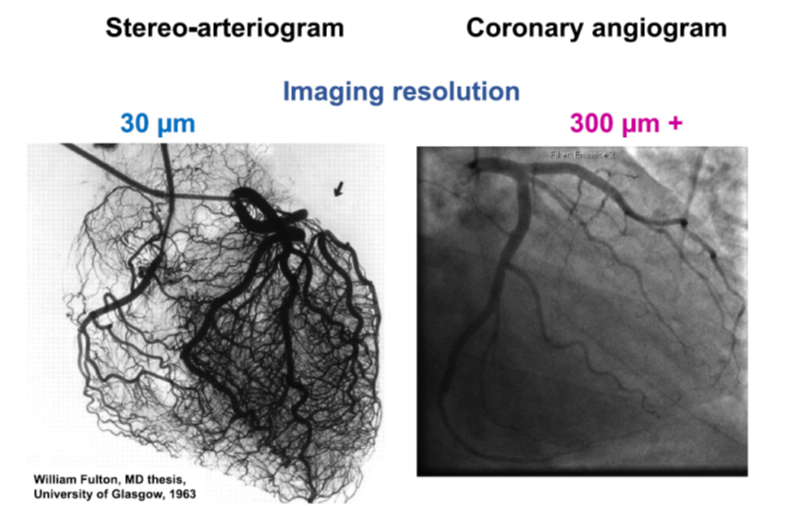 Stereo-arteriogram
Coronary angiogram
Imaging resolution
30 µm
300 µm +
William Fulton, MD thesis,
University of Glasgow, 1963